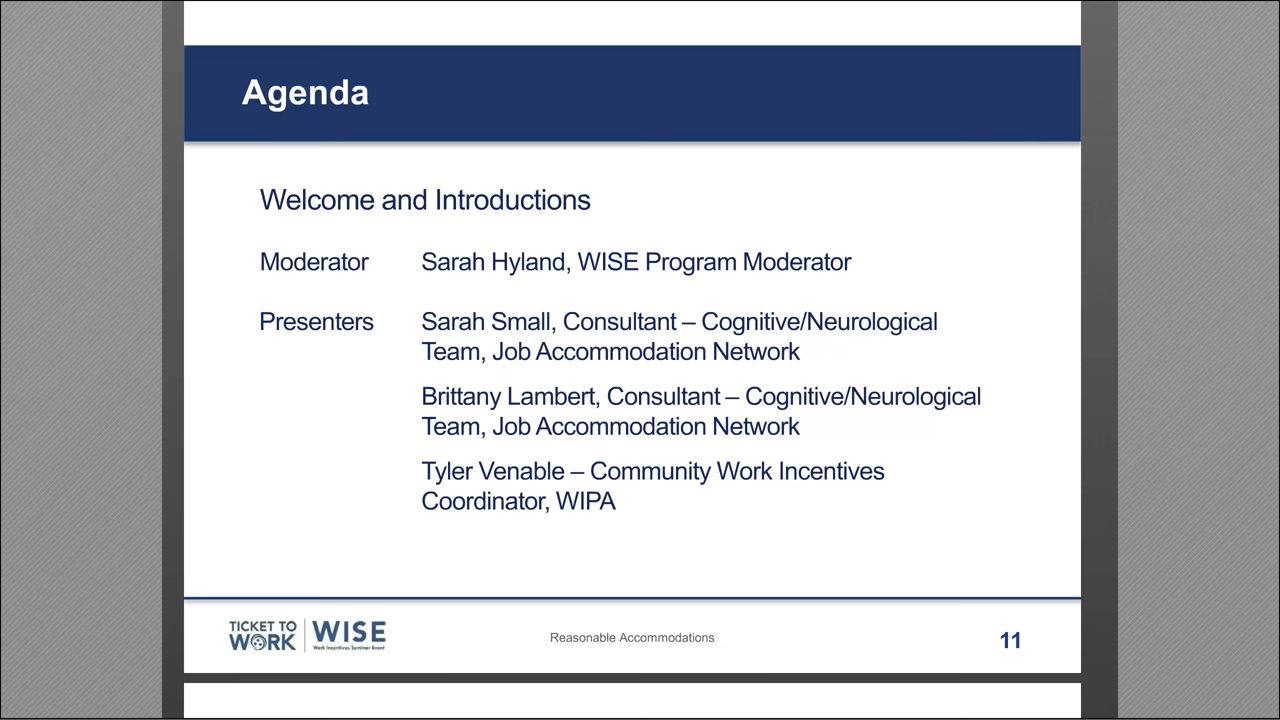 Agenda
Welcome and Introductions
Moderator Sarah Hyland, WISE Program Moderator
Presenters Sarah Small, Consultant – Cognitive/Neurological
Team, Job Accommodation Network
Brittany Lambert, Consultant – Cognitive/Neurological
Team, Job Accommodation Network
Tyler Venable – Community Work Incentives
Coordinator, WIPA
TICKET TO
WORK
WISE
Work Incentives Seminar Event
Reasonable Accommodations
11